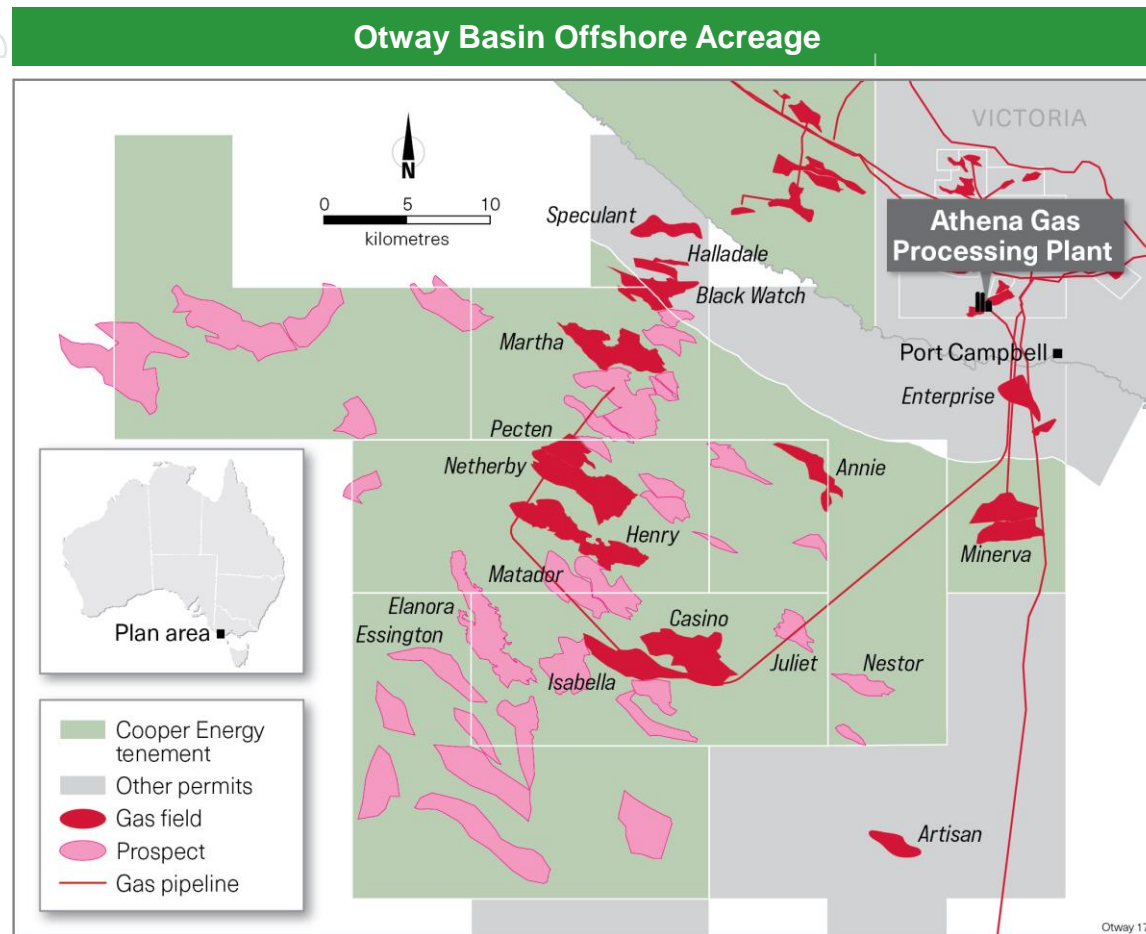 Otway Basin Offshore Acreage
VICTORIA
N
0 5 10
kilometres
Athena Gas
Processing Plant
Speculant
Halladale
Black Watch
Martha
Port Campbell
Enterprise
Pecten
Netherby
Annie
Henry
Minerva
Matador
Elanora
Essington
Casino
Isabella
Juliet
Nestor
Artisan
Plan area
Cooper Energy
tenement
Other permits
Gas field
Prospect
Gas pipeline